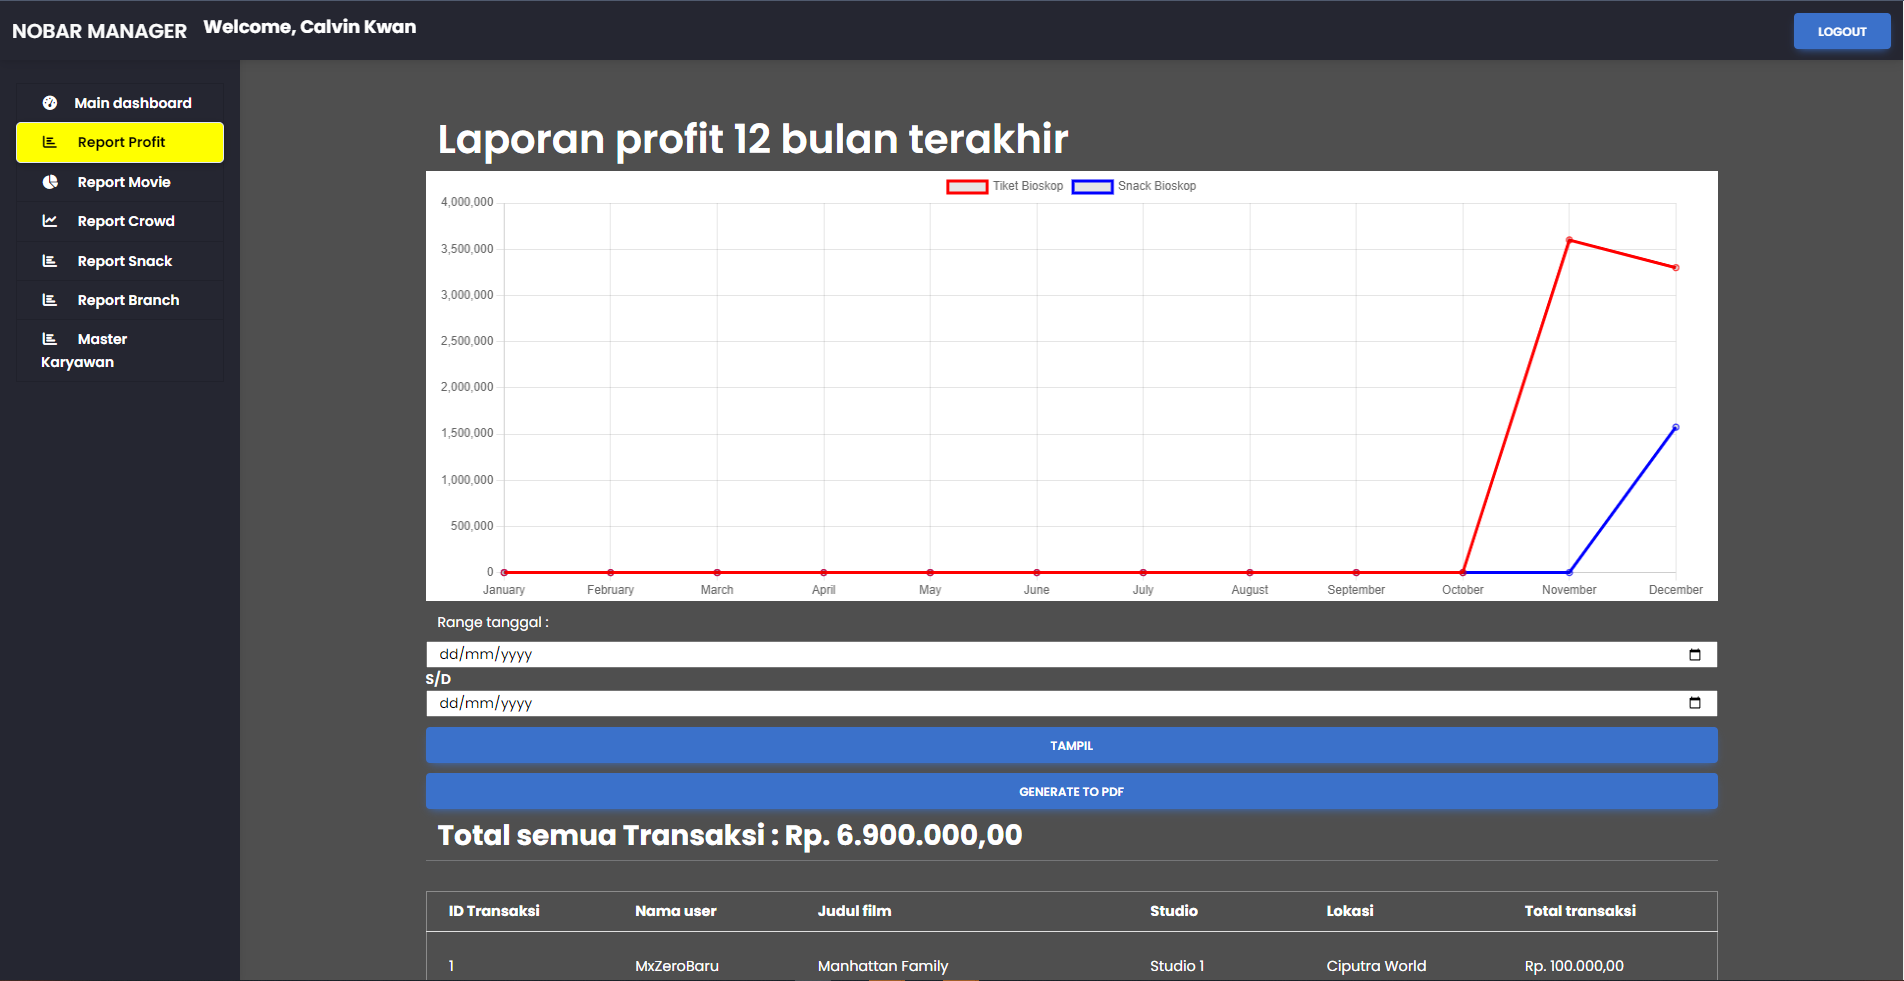 NOBAR MANAGER
Welcome, Calvin Kwan
LOGOUT
Main dashboard
Report Profit
Report Movie
Report Crowd
Report Snack
Report Branch
Master
Karyawan
Laporan profit 12 bulan terakhir
Tiket Bioskop Snack Bioskop
4,000,000
3,500,000
3,000,000
2,500,000
2,000,000
1,500,000
1,000,000
500,000
0
January February March April May June July August September October November December
Range tanggal :
dd/mm/yyyy
S/D
dd/mm/yyyy
TAMPIL
GENERATE TO PDF
Total semua Transaksi : Rp. 6.900.000,00
ID Transaksi Nama user Judul film Studio Lokasi Total transaksi
1 MxZeroBaru Manhattan Family Studio 1 Ciputra World Rp. 100.000,00